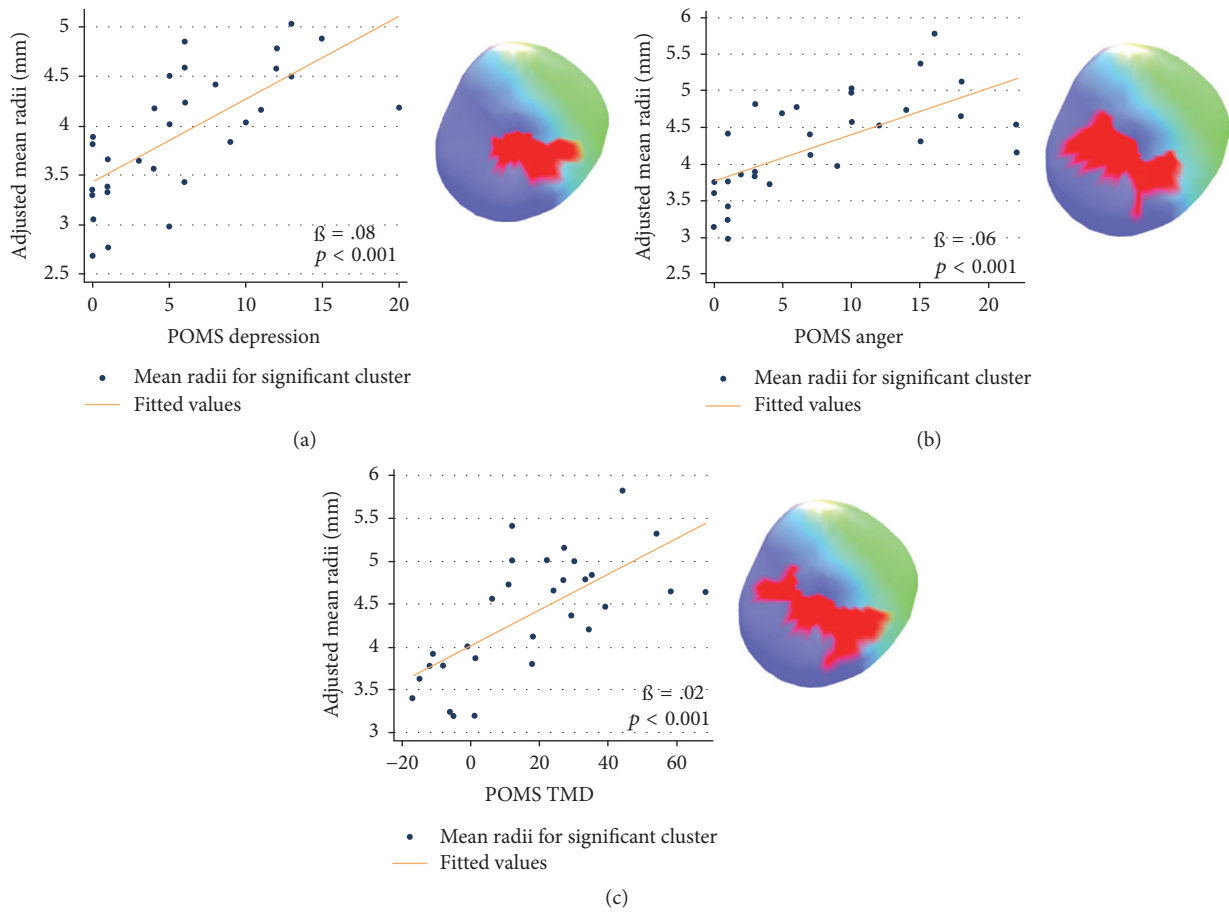 Adjusted mean radii (mm)
5
4.5
4
3.5
3
2.5
0 5 10 15 20
ß = .08
p < 0.001
POMS depression
Mean radii for significant cluster
Fitted values
(a)
Adjusted mean radii (mm)
6
5.5
5
4.5
4
3.5
3
2.5
0 5 10 15 20
ß = .06
p < 0.001
POMS anger
Mean radii for significant cluster
Fitted values
(b)
Adjusted mean radii (mm)
6
5.5
5
4.5
4
3.5
3
−20 0 20 40 60
ß = .02
p < 0.001
POMS TMD
Mean radii for significant cluster
Fitted values
(c)